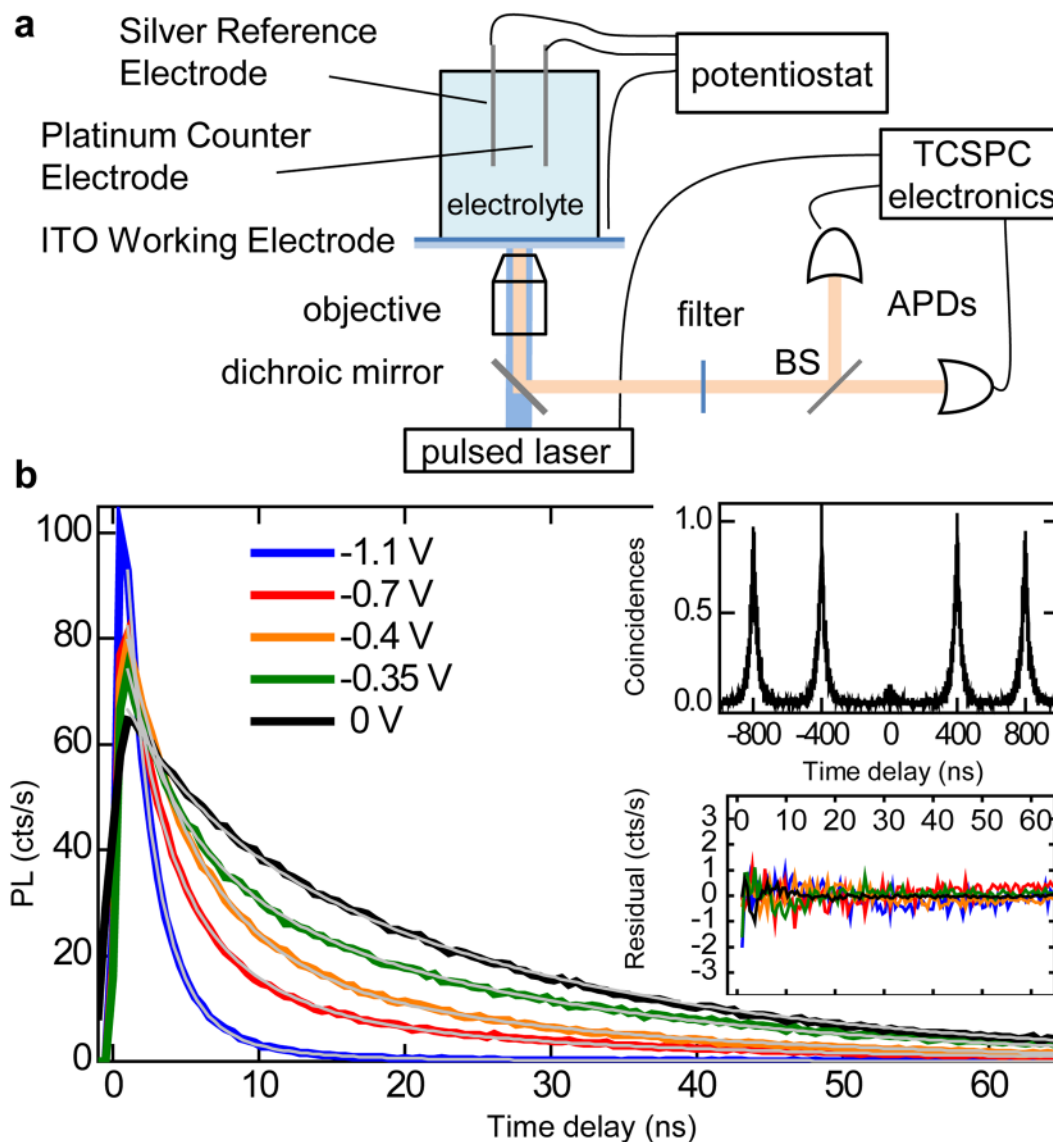 a
Silver Reference
Electrode
potentiostat
Platinum Counter
Electrode
TCSPC
electronics
electrolyte
ITO Working Electrode
objective
filter
APDs
BS
dichroic mirror
pulsed laser
b
PL (cts/s)
100
80
60
40
20
0
-1.1 V
-0.7 V
-0.4 V
-0.35 V
0 V
Coincidences
1.0
0.5
0.0
-800 -400 0 400 800
Time delay (ns)
Residual (cts/s)
0 10 20 30 40 50 60
3
2
1
0
-1
-2
-3
0 10 20 30 40 50 60
Time delay (ns)